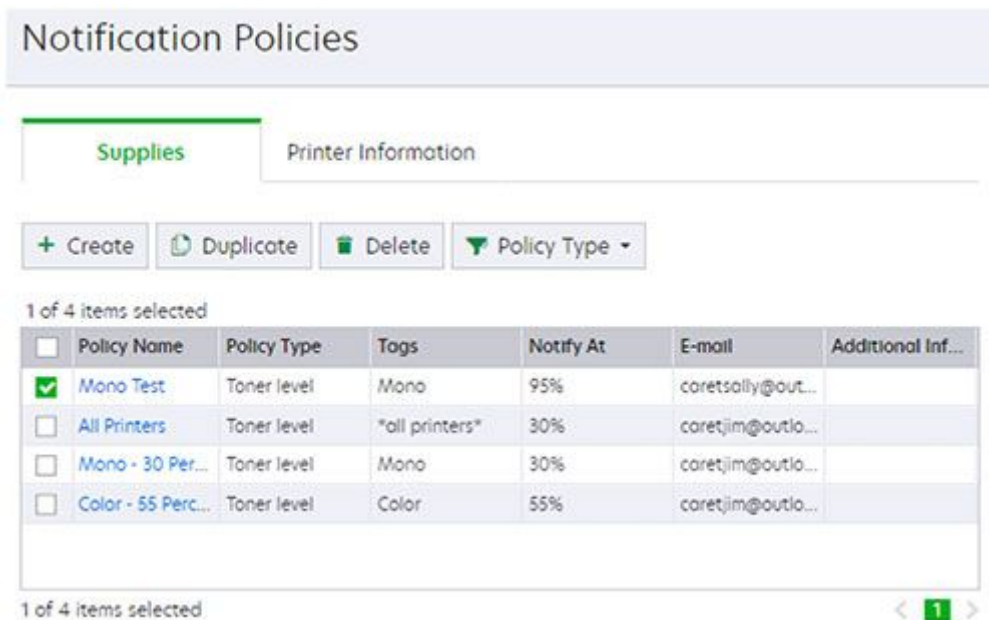 Notification Policies
Supplies Printer Information
+ Create Duplicate Delete Policy Type
1 of 4 items selected
Policy Name Policy Type Tags Notify At E-mail Additional Inf...
Mono Test Toner level Mono 95% caretsally@out...
All Printers Toner level *all printers* 30% caretjim@outlo...
Mono - 30 Per... Toner level Mono 30% caretjim@outlo...
Color - 55 Perc... Toner level Color 55% caretjim@outlo...
1 of 4 items selected < 1 >